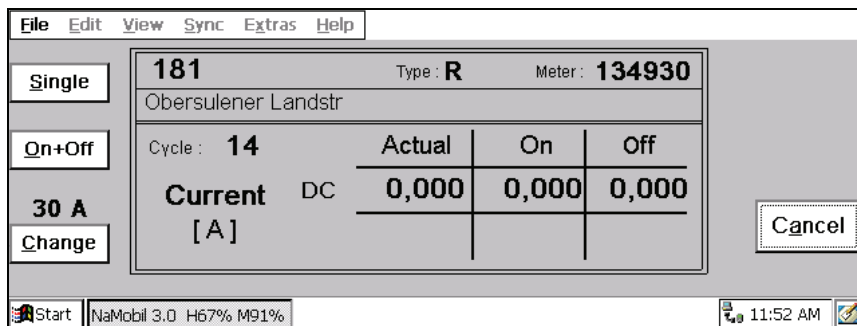 File Edit View Sync Extras Help
Single
181 Type : R Meter : 134930
Obersulener Landstr
On+Off
Cycle : 14 Actual On Off
Current DC 0,000 0,000 0,000
[A]
30 A
Change
Cancel
Start NaMobil 3.0 H67% M91% 11:52 AM